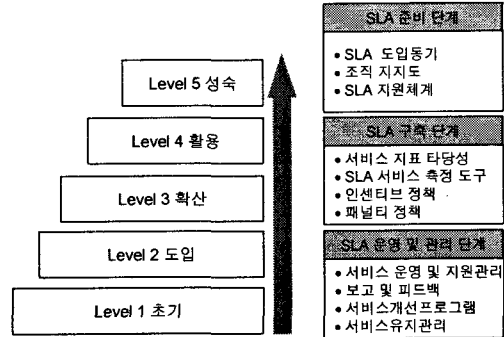 Level 5 성숙
Level 4 활용
Level 3 확산
Level 2 도입
Level 1 초기
SLA 준비 단계
• SLA 도입동기
• 조직 지지도
• SLA 지원체계
SLA 구축 단계
• 서비스 지표 타당성
• SLA 서비스 측정 도구
• 인센티브 정책
• 패널티 정책
SLA 운영 및 관리 단계
• 서비스 운영 및 지원관리
• 보고 및 피드백
• 서비스개선프로그램
• 서비스유지관리